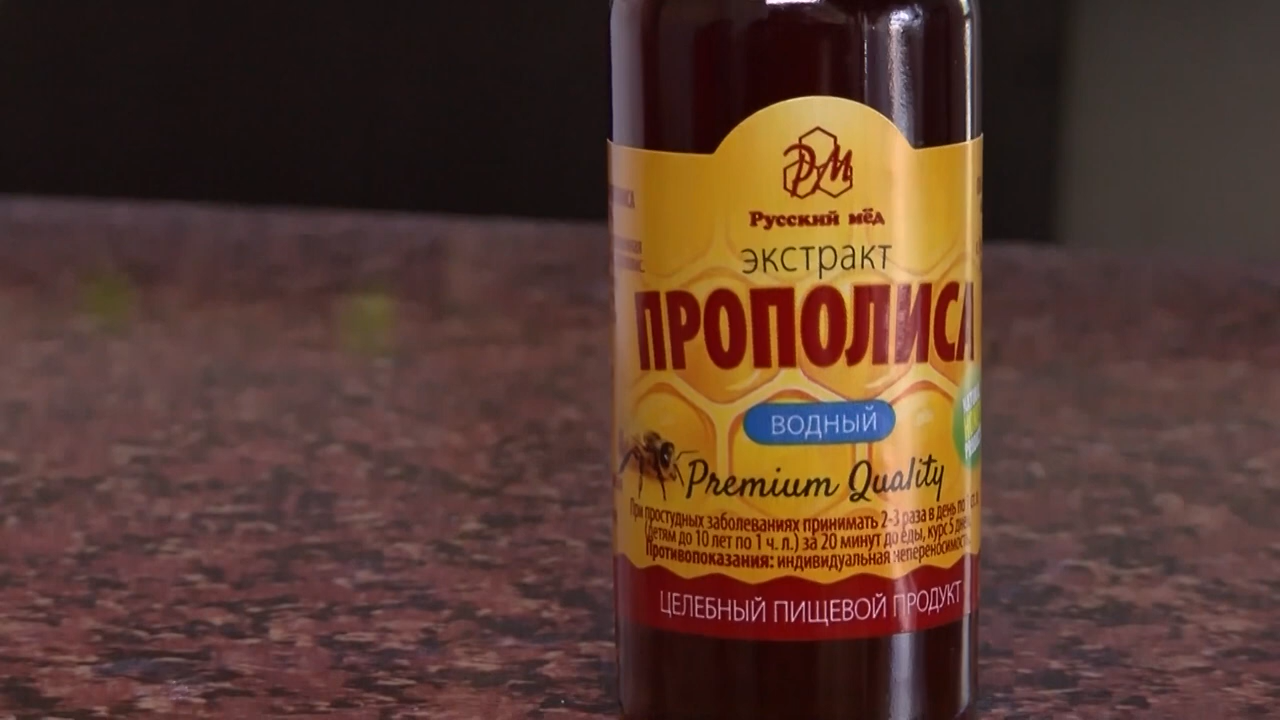 РМ
Русский мёд
экстракт
ПРОПОЛИСА
ВОДНЫЙ
Premium Quality
При простудных заболеваниях принимать 2-3 раза в день по
(детям до 10 лет по 1 ч. л.) за 20 минут до еды, курс 5
Противопоказания: индивидуальная
ЦЕЛЕБНЫЙ ПИЩЕВОЙ ПРОДУКТ